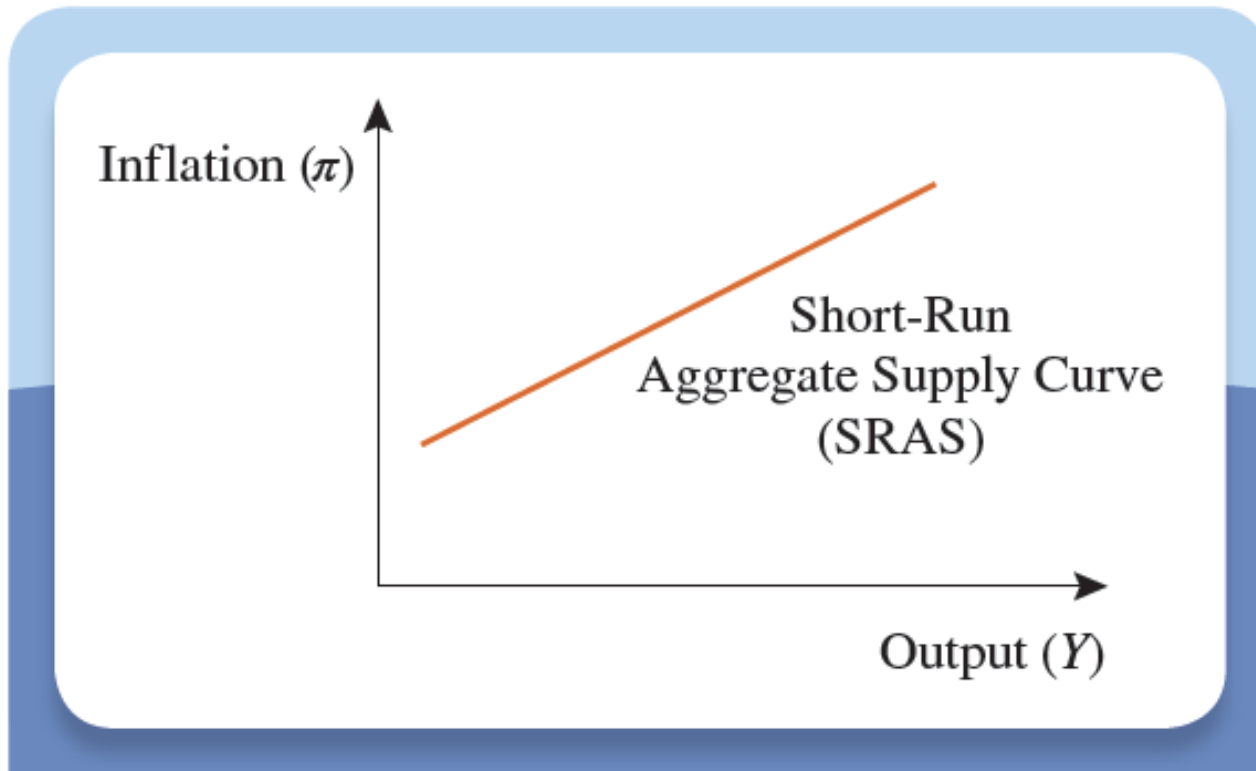 Inflation (π)
Short-Run
Aggregate Supply Curve
(SRAS)
Output (Y)